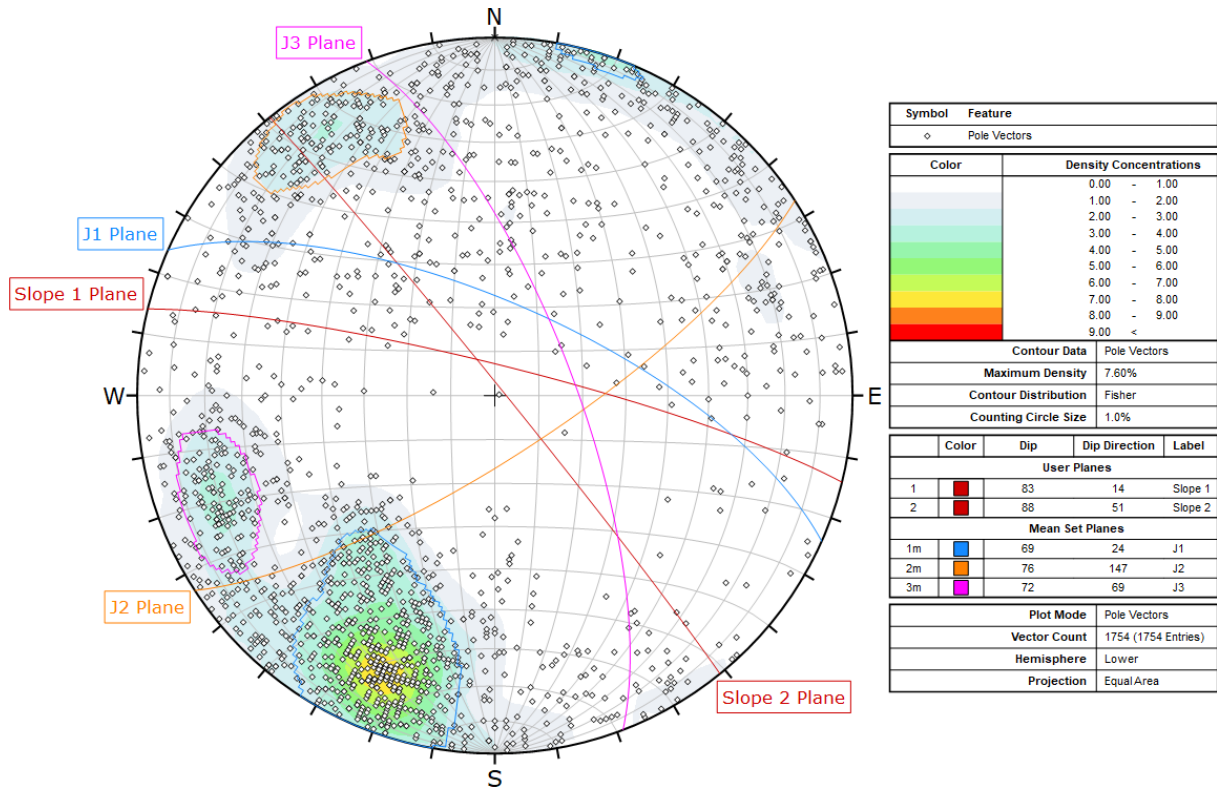 N
J3 Plane
J1 Plane
Slope 1 Plane
W
E
J2 Plane
Slope 2 Plane
S
Symbol Feature
Pole Vectors
Color Density Concentrations
0.00 - 1.00
1.00 - 2.00
2.00 - 3.00
3.00 - 4.00
4.00 - 5.00
5.00 - 6.00
6.00 - 7.00
7.00 - 8.00
8.00 - 9.00
9.00 <
Contour Data Pole Vectors
Maximum Density 7.60%
Contour Distribution Fisher
Counting Circle Size 1.0%
Color Dip Dip Direction Label
User Planes
1 83 14 Slope 1
2 88 51 Slope 2
Mean Set Planes
1m 69 24 J1
2m 76 147 J2
3m 72 69 J3
Plot Mode Pole Vectors
Vector Count 1754 (1754 Entries)
Hemisphere Lower
Projection Equal Area